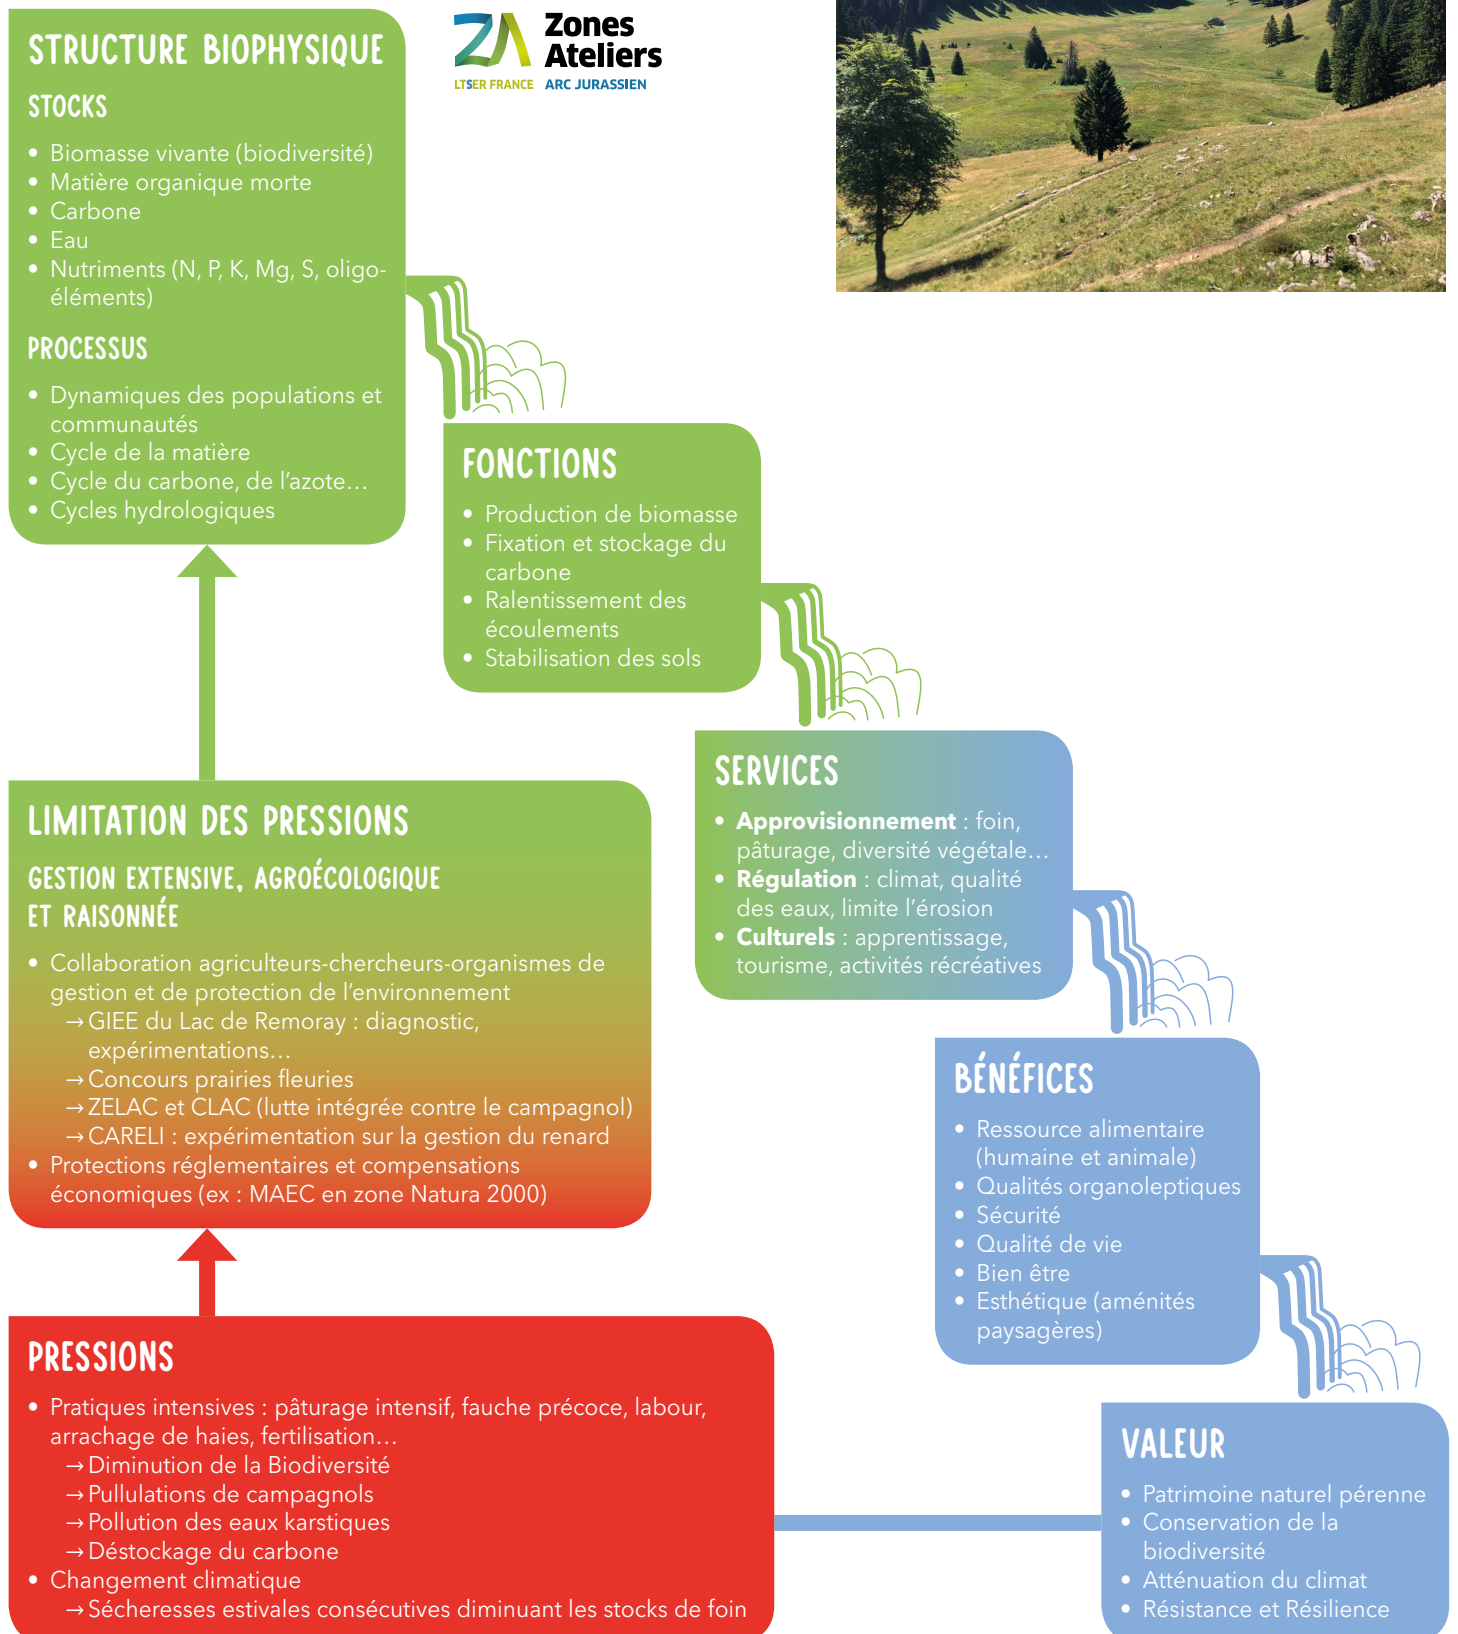 STRUCTURE BIOPHYSIQUE
STOCKS
• Biomasse vivante (biodiversité)
• Matière organique morte
• Carbone
• Eau
• Nutriments (N, P, K, Mg, S, oligo-
éléments)
PROCESSUS
• Dynamiques des populations et
communautés
• Cycle de la matière
• Cycle du carbone, de l’azote…
• Cycles hydrologiques
ZA Zones
Ateliers
LTSER FRANCE ARC JURASSIEN
FONCTIONS
• Production de biomasse
• Fixation et stockage du
carbone
• Ralentissement des
écoulements
• Stabilisation des sols
SERVICES
• Approvisionnement : foin,
pâturage, diversité végétale…
• Régulation : climat, qualité
des eaux, limite l’érosion
• Culturels : apprentissage,
tourisme, activités récréatives
BÉNÉFICES
• Ressource alimentaire
(humaine et animale)
• Qualités organoleptiques
• Sécurité
• Qualité de vie
• Bien être
• Esthétique (aménités
paysagères)
VALEUR
• Patrimoine naturel pérenne
• Conservation de la
biodiversité
• Atténuation du climat
• Résistance et Résilience
LIMITATION DES PRESSIONS
GESTION EXTENSIVE, AGROÉCOLOGIQUE
ET RAISONNÉE
• Collaboration agriculteurs-chercheurs-organismes de
gestion et de protection de l’environnement
→ GIEE du Lac de Remoray : diagnostic,
expérimentations…
→ Concours prairies fleuries
→ ZELAC et CLAC (lutte intégrée contre le campagnol)
→ CARELI : expérimentation sur la gestion du renard
• Protections réglementaires et compensations
économiques (ex : MAEC en zone Natura 2000)
PRESSIONS
• Pratiques intensives : pâturage intensif, fauche précoce, labour,
arrachage de haies, fertilisation…
→ Diminution de la Biodiversité
→ Pullulations de campagnols
→ Pollution des eaux karstiques
→ Déstockage du carbone
• Changement climatique
→ Sécheresses estivales consécutives diminuant les stocks de foin